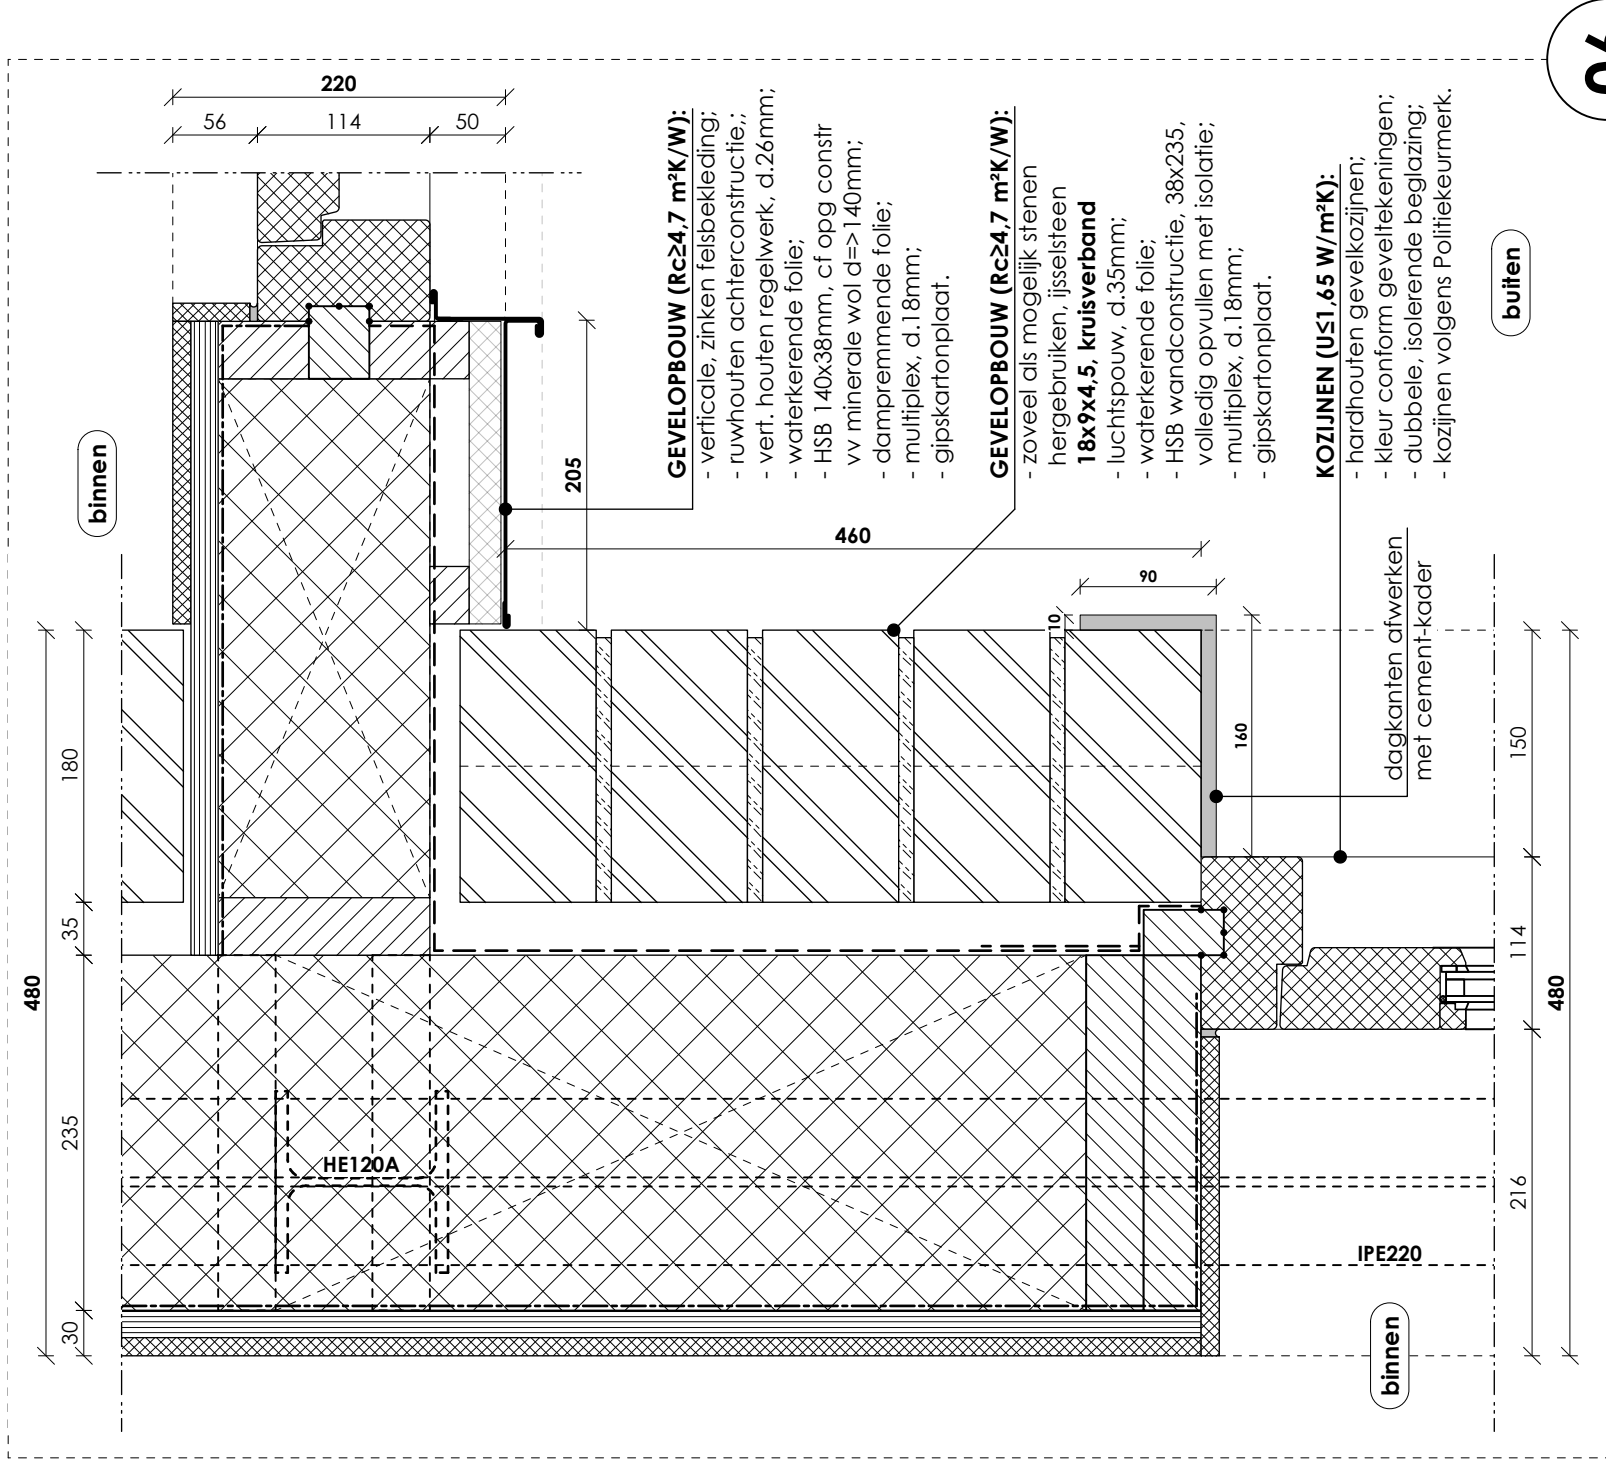 06
220
56
114
50
binnen
GEVELOPBOUW (Rc≥4,7 m²K/W):
- verticale, zinken felsbekleding;
- ruwhouten achterconstructie,;
- vert. houten regelwerk, d.26mm;
- waterkerende folie;
- HSB 140x38mm, cf opg constr
vv minerale wol d=>140mm;
- dampremmende folie;
- multiplex, d.18mm;
- gipskartonplaat.
GEVELOPBOUW (Rc≥4,7 m²K/W):
- zoveel als mogelijk stenen
hergebruiken, ijsselsteen
18x9x4,5, kruisverband
- luchtspouw, d.35mm;
- waterkerende folie;
- HSB wandconstructie, 38x235,
volledig opvullen met isolatie;
- multiplex, d.18mm;
- gipskartonplaat.
KOZIJNEN (U≤1,65 W/m²K):
- hardhouten gevelkozijnen;
- kleur conform geveltekeningen;
- dubbele, isolerende beglazing;
- kozijnen volgens Politiekeurmerk.
buiten
205
460
90
10
160
dagkanten afwerken
met cement-kader
180
35
480
235
30
150
114
480
216
HE120A
IPE220
binnen